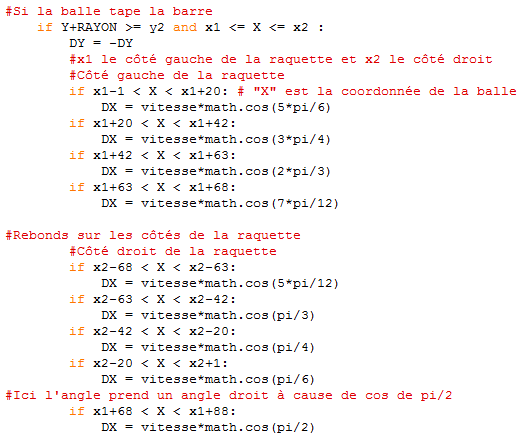 #Si la balle tape la barre
if Y+RAYON >= y2 and x1 <= X <= x2 :
DY = -DY
#x1 le côté gauche de la raquette et x2 le côté droit
#Côté gauche de la raquette
if x1-1 < X < x1+20: # "X" est la coordonnée de la balle
DX = vitesse*math.cos(5*pi/6)
if x1+20 < X < x1+42:
DX = vitesse*math.cos(3*pi/4)
if x1+42 < X < x1+63:
DX = vitesse*math.cos(2*pi/3)
if x1+63 < X < x1+68:
DX = vitesse*math.cos(7*pi/12)
#Rebonds sur les côtés de la raquette
#Côté droit de la raquette
if x2-68 < X < x2-63:
DX = vitesse*math.cos(5*pi/12)
if x2-63 < X < x2-42:
DX = vitesse*math.cos(pi/3)
if x2-42 < X < x2-20:
DX = vitesse*math.cos(pi/4)
if x2-20 < X < x2+1:
DX = vitesse*math.cos(pi/6)
#Ici l'angle prend un angle droit à cause de cos de pi/2
if x1+68 < X < x1+88:
DX = vitesse*math.cos(pi/2)